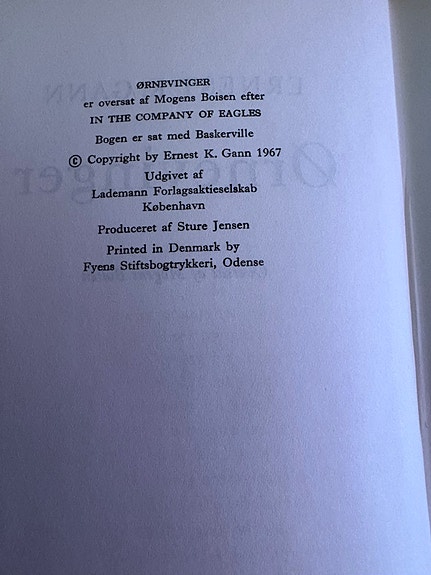 ØRNEVINGER
er oversat af Mogens Boisen efter
IN THE COMPANY OF EAGLES
Bogen er sat med Baskerville
© Copyright by Ernest K. Gann 1967
Udgivet af
Lademann Forlagsaktieselskab
København
Produceret af Sture Jensen
Printed in Denmark by
Fyens Stiftsbogtrykkeri, Odense